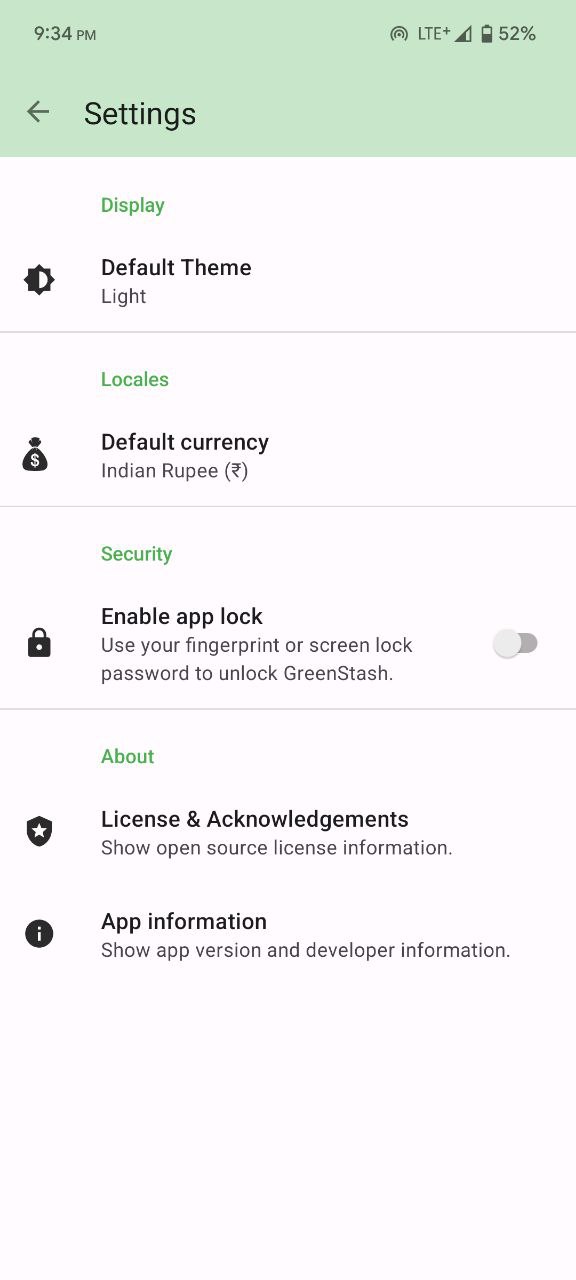 9:34 PM LTE+ 52%
Settings
Display
Default Theme
Light
Locales
Default currency
$
Indian Rupee (₹)
Security
Enable app lock
Use your fingerprint or screen lock
password to unlock GreenStash.
About
License & Acknowledgements
Show open source license information.
App information
Show app version and developer information.